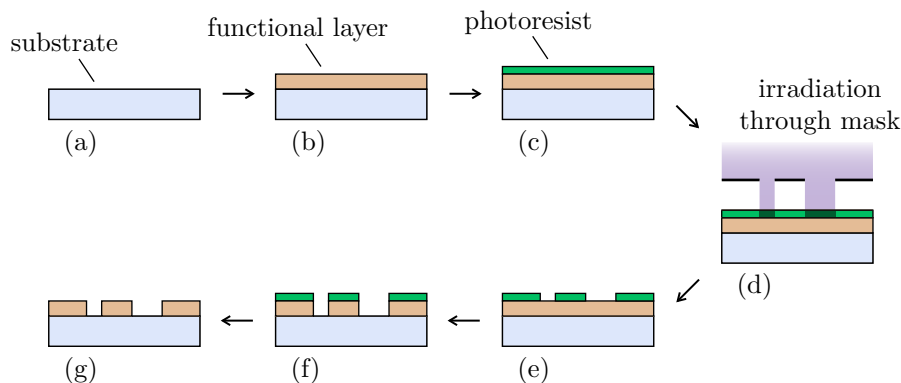 substrate
functional layer
photoresist
irradiation
through mask
(a)
(b)
(c)
(d)
(g)
(f)
(e)